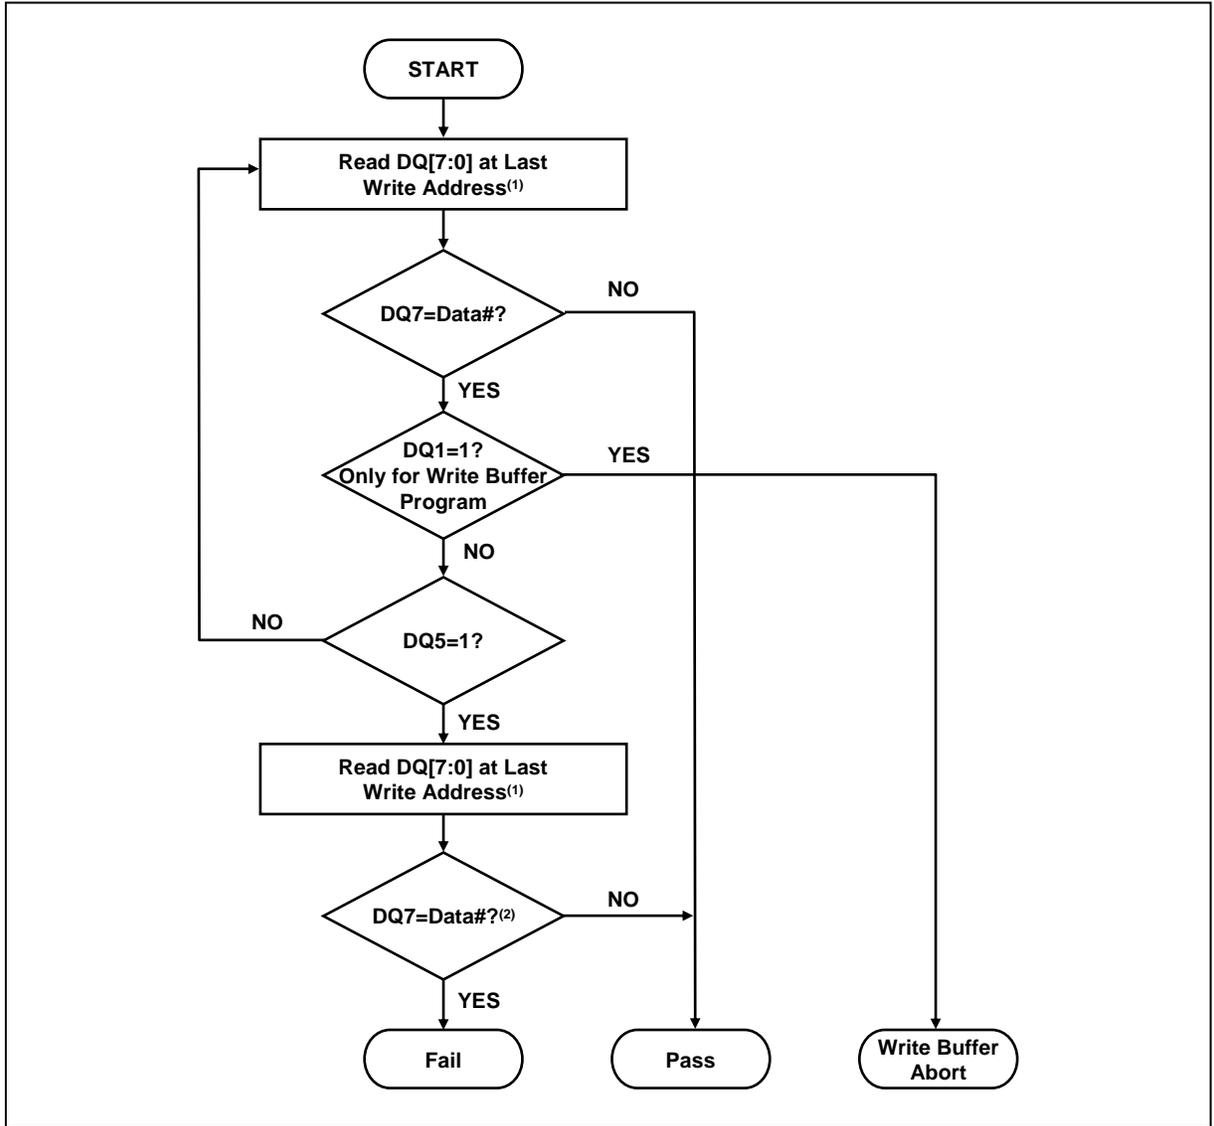 START
Read DQ[7:0] at Last
Write Address(1)
DQ7=Data#?
NO
YES
DQ1=1?
Only for Write Buffer
Program
YES
NO
DQ5=1?
NO
YES
Read DQ[7:0] at Last
Write Address(1)
DQ7=Data#?(2)
NO
YES
Fail
Pass
Write Buffer
Abort